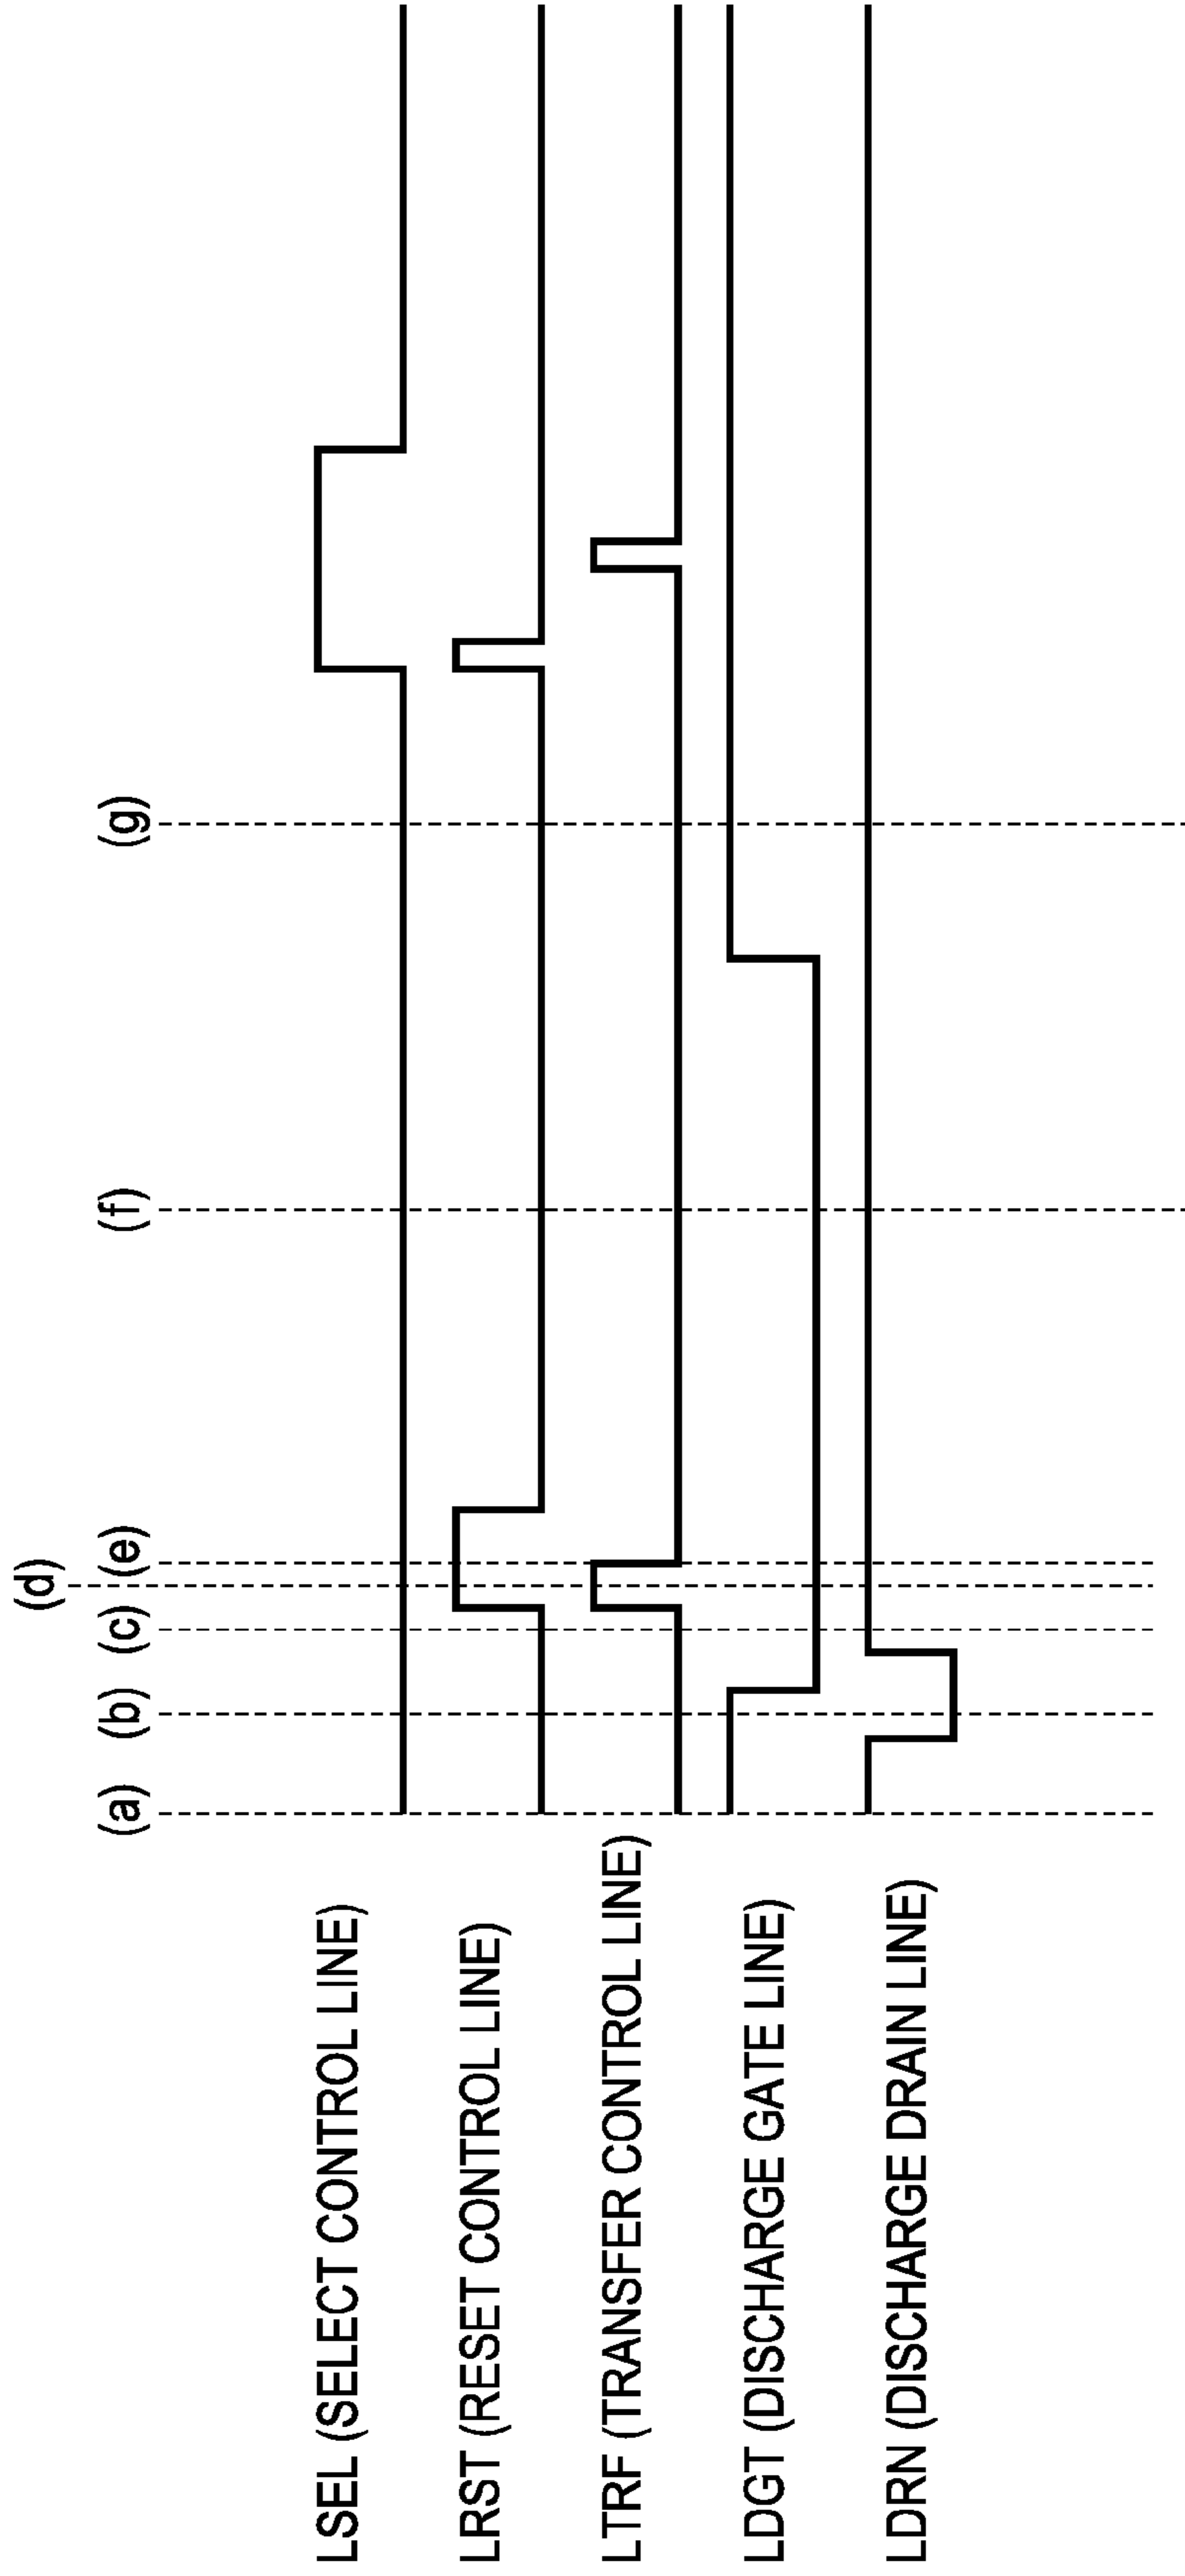 (d)
(a) (b) (c) (e) (f) (g)
LSEL (SELECT CONTROL LINE)
LRST (RESET CONTROL LINE)
LTRF (TRANSFER CONTROL LINE)
LDGT (DISCHARGE GATE LINE)
LDRN (DISCHARGE DRAIN LINE)